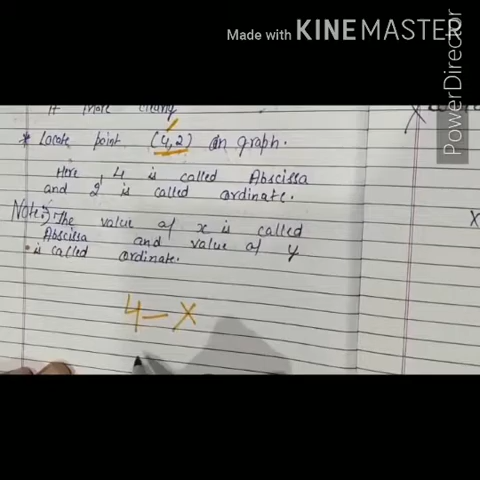 Made with KINEMASTER
PowerDirector
* Locate point (4,2) on graph.
Here, 4 is called Abscissa
and 2 is called ordinate.
Note:> The value of x is called
Abscissa and value of y
is called ordinate.
4 — X
X